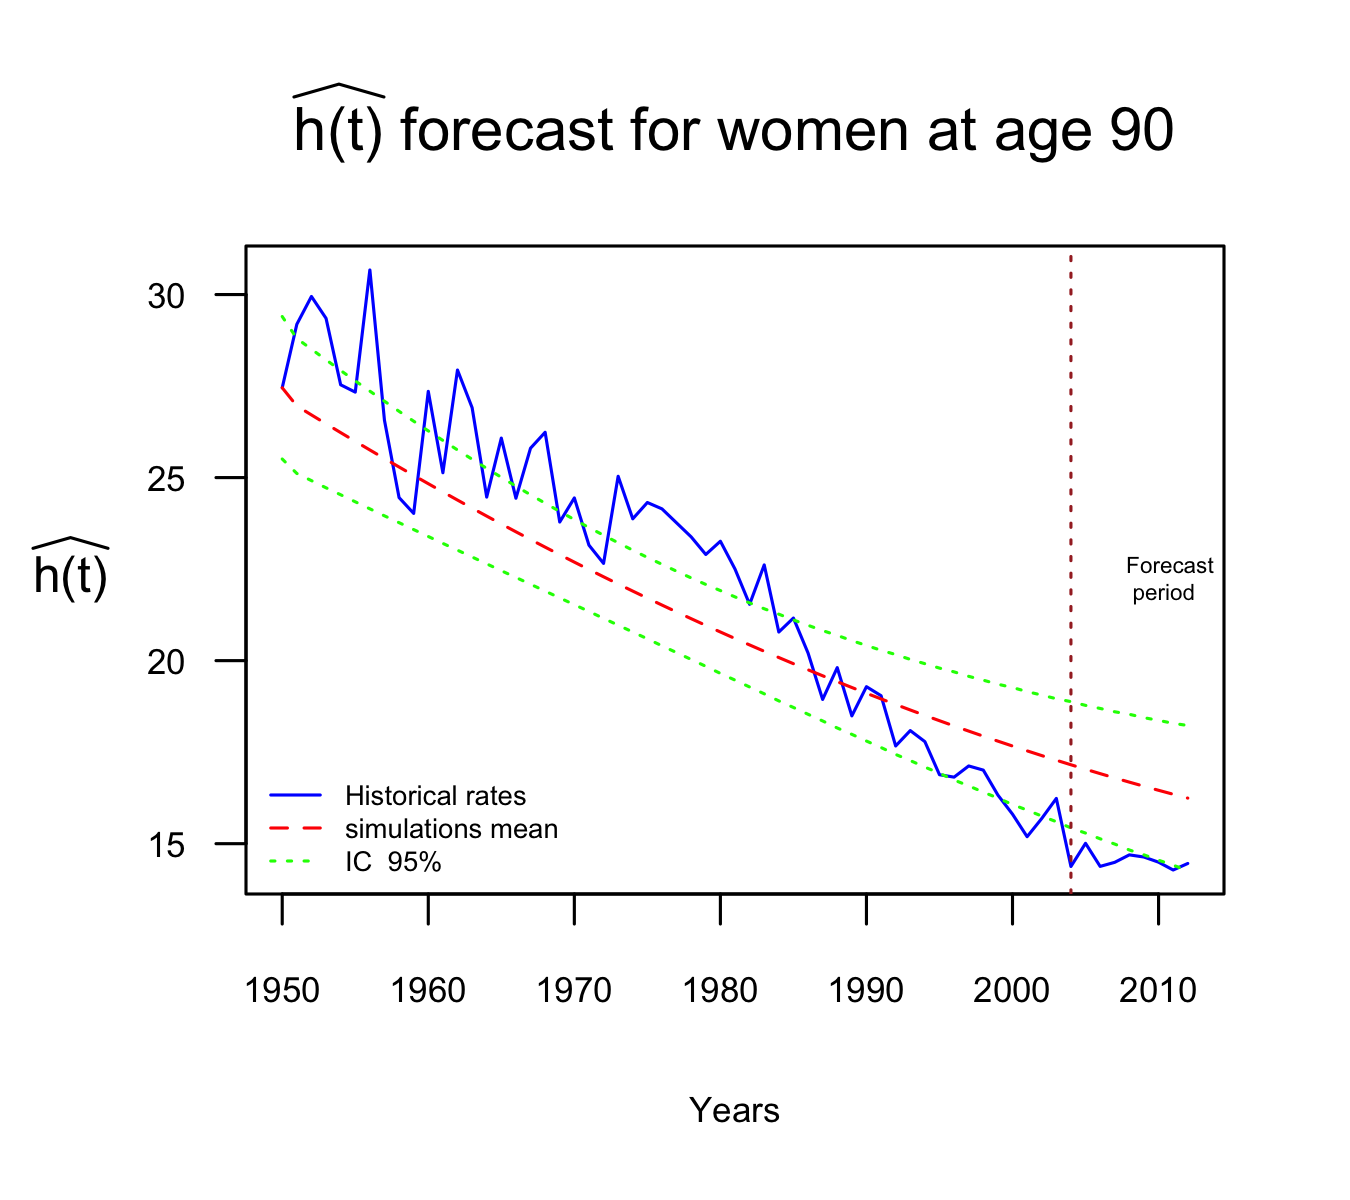 h(t) forecast for women at age 90
30
25
20
15
h(t)
Forecast
period
Historical rates
simulations mean
IC 95%
1950 1960 1970 1980 1990 2000 2010
Years